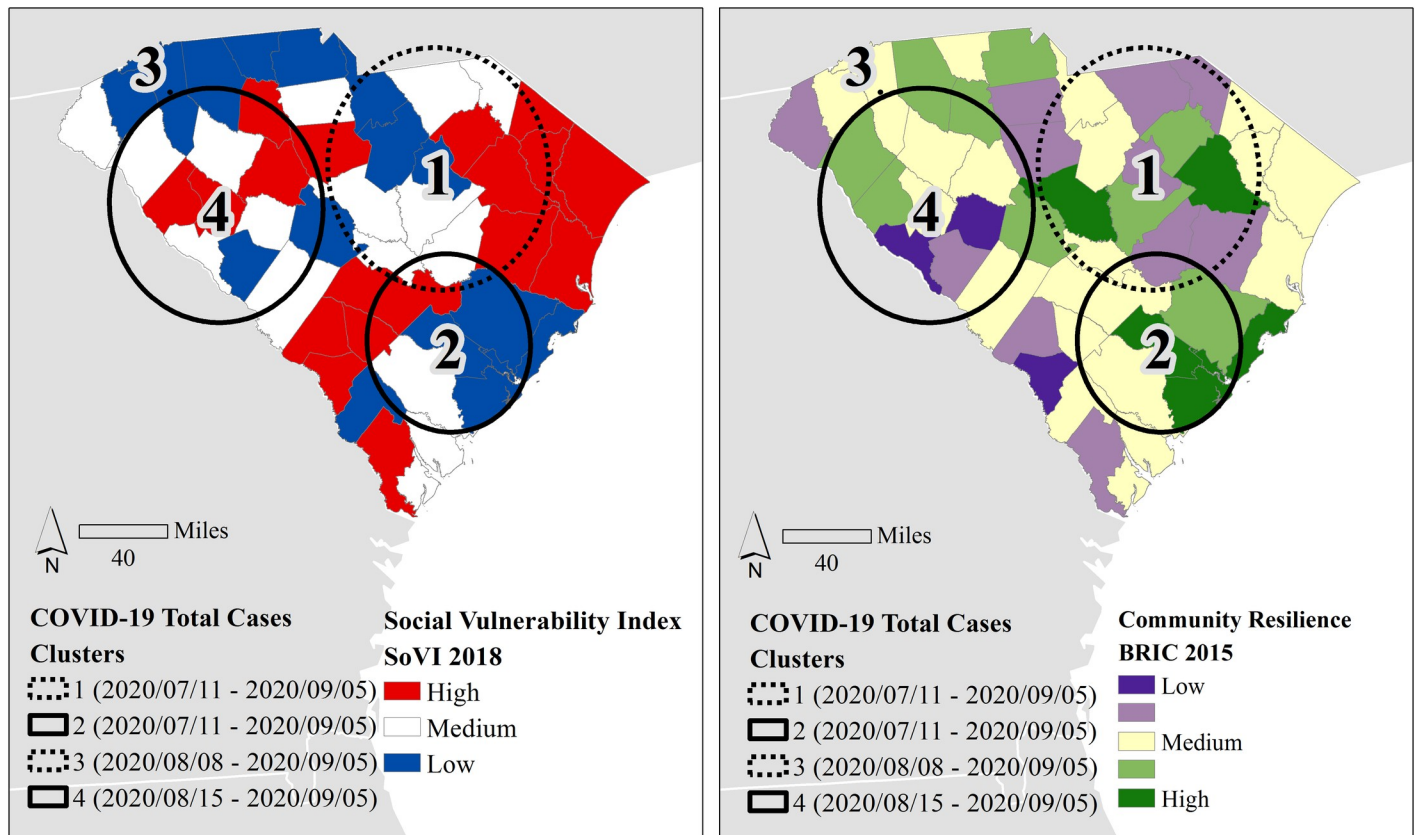 3
1
4
2
Miles
40
N
COVID-19 Total Cases
Clusters
1 (2020/07/11 - 2020/09/05)
2 (2020/07/11 - 2020/09/05)
3 (2020/08/08 - 2020/09/05)
4 (2020/08/15 - 2020/09/05)
Social Vulnerability Index
SoVI 2018
High
Medium
Low
3
1
4
2
Miles
40
N
COVID-19 Total Cases
Clusters
1 (2020/07/11 - 2020/09/05)
2 (2020/07/11 - 2020/09/05)
3 (2020/08/08 - 2020/09/05)
4 (2020/08/15 - 2020/09/05)
Community Resilience
BRIC 2015
Low
Medium
High